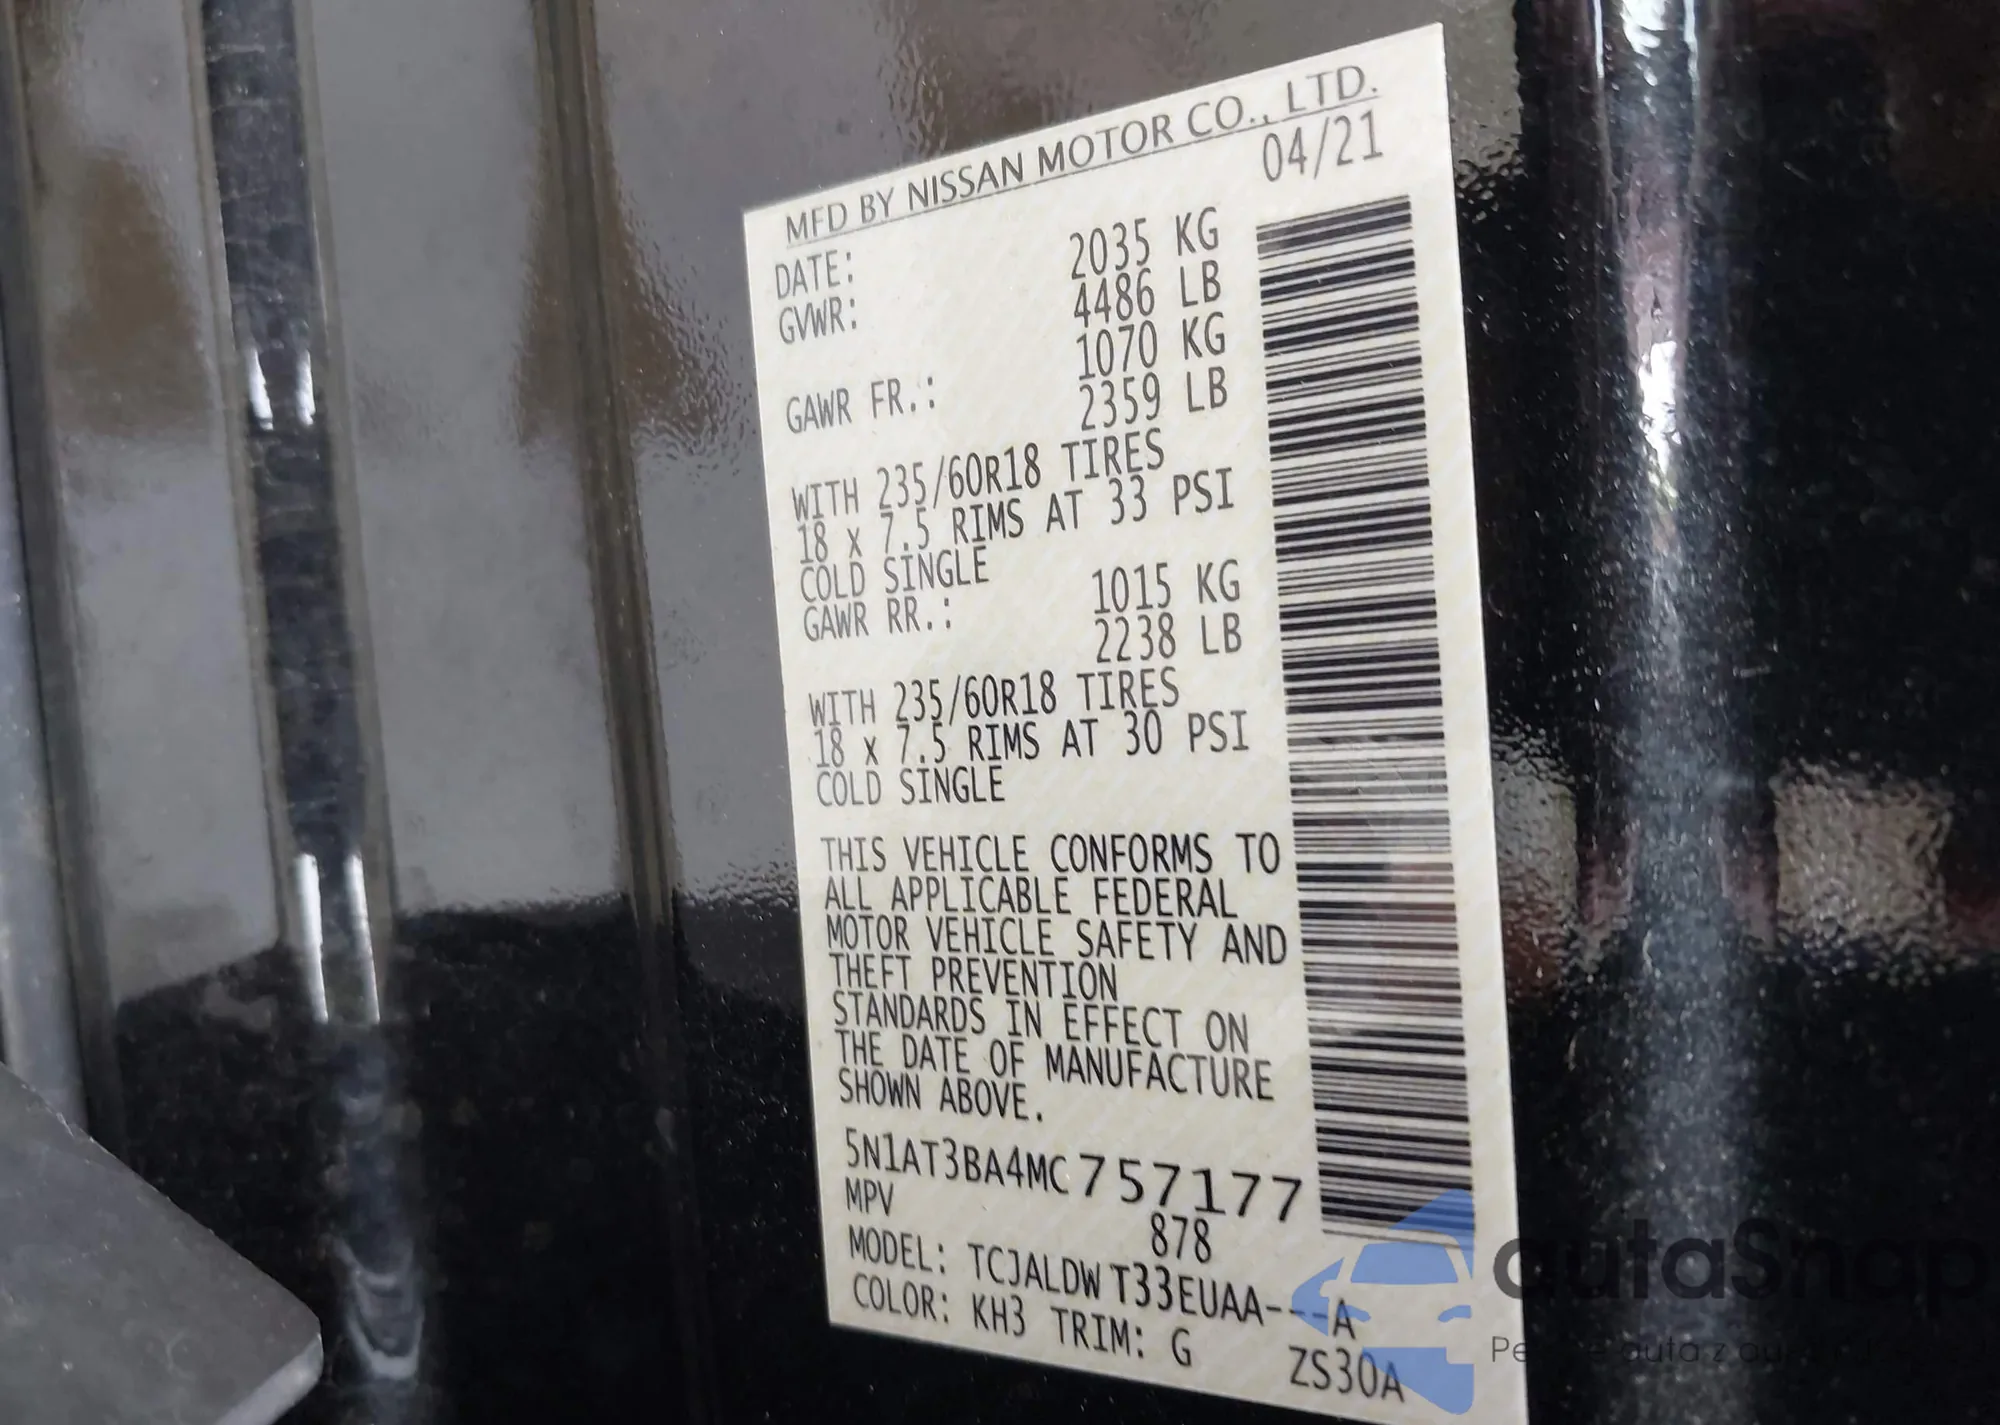 MFD BY NISSAN MOTOR CO., LTD.
DATE: 04/21
GVWR: 2035 KG
4486 LB
GAWR FR.: 1070 KG
2359 LB
WITH 235/60R18 TIRES
18 x 7.5 RIMS AT 33 PSI
COLD SINGLE
GAWR RR.: 1015 KG
2238 LB
WITH 235/60R18 TIRES
18 x 7.5 RIMS AT 30 PSI
COLD SINGLE
THIS VEHICLE CONFORMS TO
ALL APPLICABLE FEDERAL
MOTOR VEHICLE SAFETY AND
THEFT PREVENTION
STANDARDS IN EFFECT ON
THE DATE OF MANUFACTURE
SHOWN ABOVE.
5N1AT3BA4MC757177
MPV 878
MODEL: TCJALDW T33EUAA---A
COLOR: KH3 TRIM: G ZS30A
autaSnap
auta z